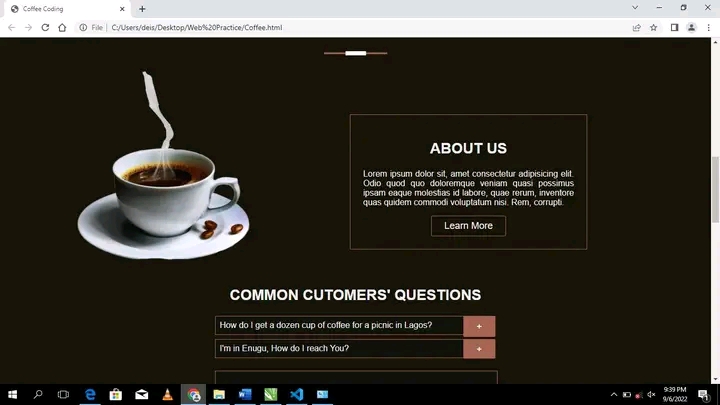 Coffee Coding
File
C:/Users/deis/Desktop/Web%20Practice/Coffee.html
ABOUT US
Lorem ipsum dolor sit, amet consectetur adipisicing elit.
Odio quod quo doloremque veniam quasi possimus
ipsam eaque molestias id labore, quae rerum, inventore
quas quidem commodi voluptatum nisi. Rem, corrupti.
Learn More
COMMON CUTOMERS' QUESTIONS
How do I get a dozen cup of coffee for a picnic in Lagos?
+
I'm in Enugu, How do I reach You?
+
9:39 PM
9/6/2022